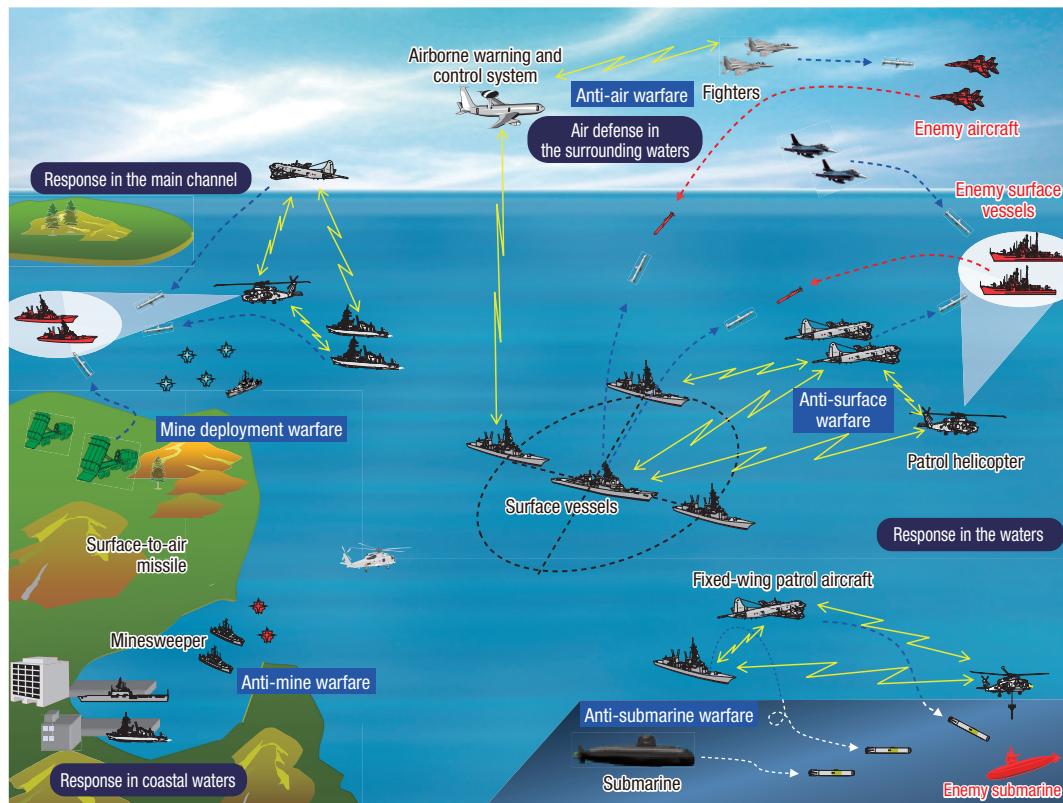 Airborne warning and
control system
Anti-air warfare
Fighters
Enemy aircraft
Air defense in
the surrounding waters
Response in the main channel
Enemy surface
vessels
Mine deployment warfare
Anti-surface
warfare
Patrol helicopter
Surface vessels
Response in the waters
Surface-to-air
missile
Fixed-wing patrol aircraft
Minesweeper
Anti-mine warfare
Anti-submarine warfare
Submarine
Response in coastal waters
Enemy submarine